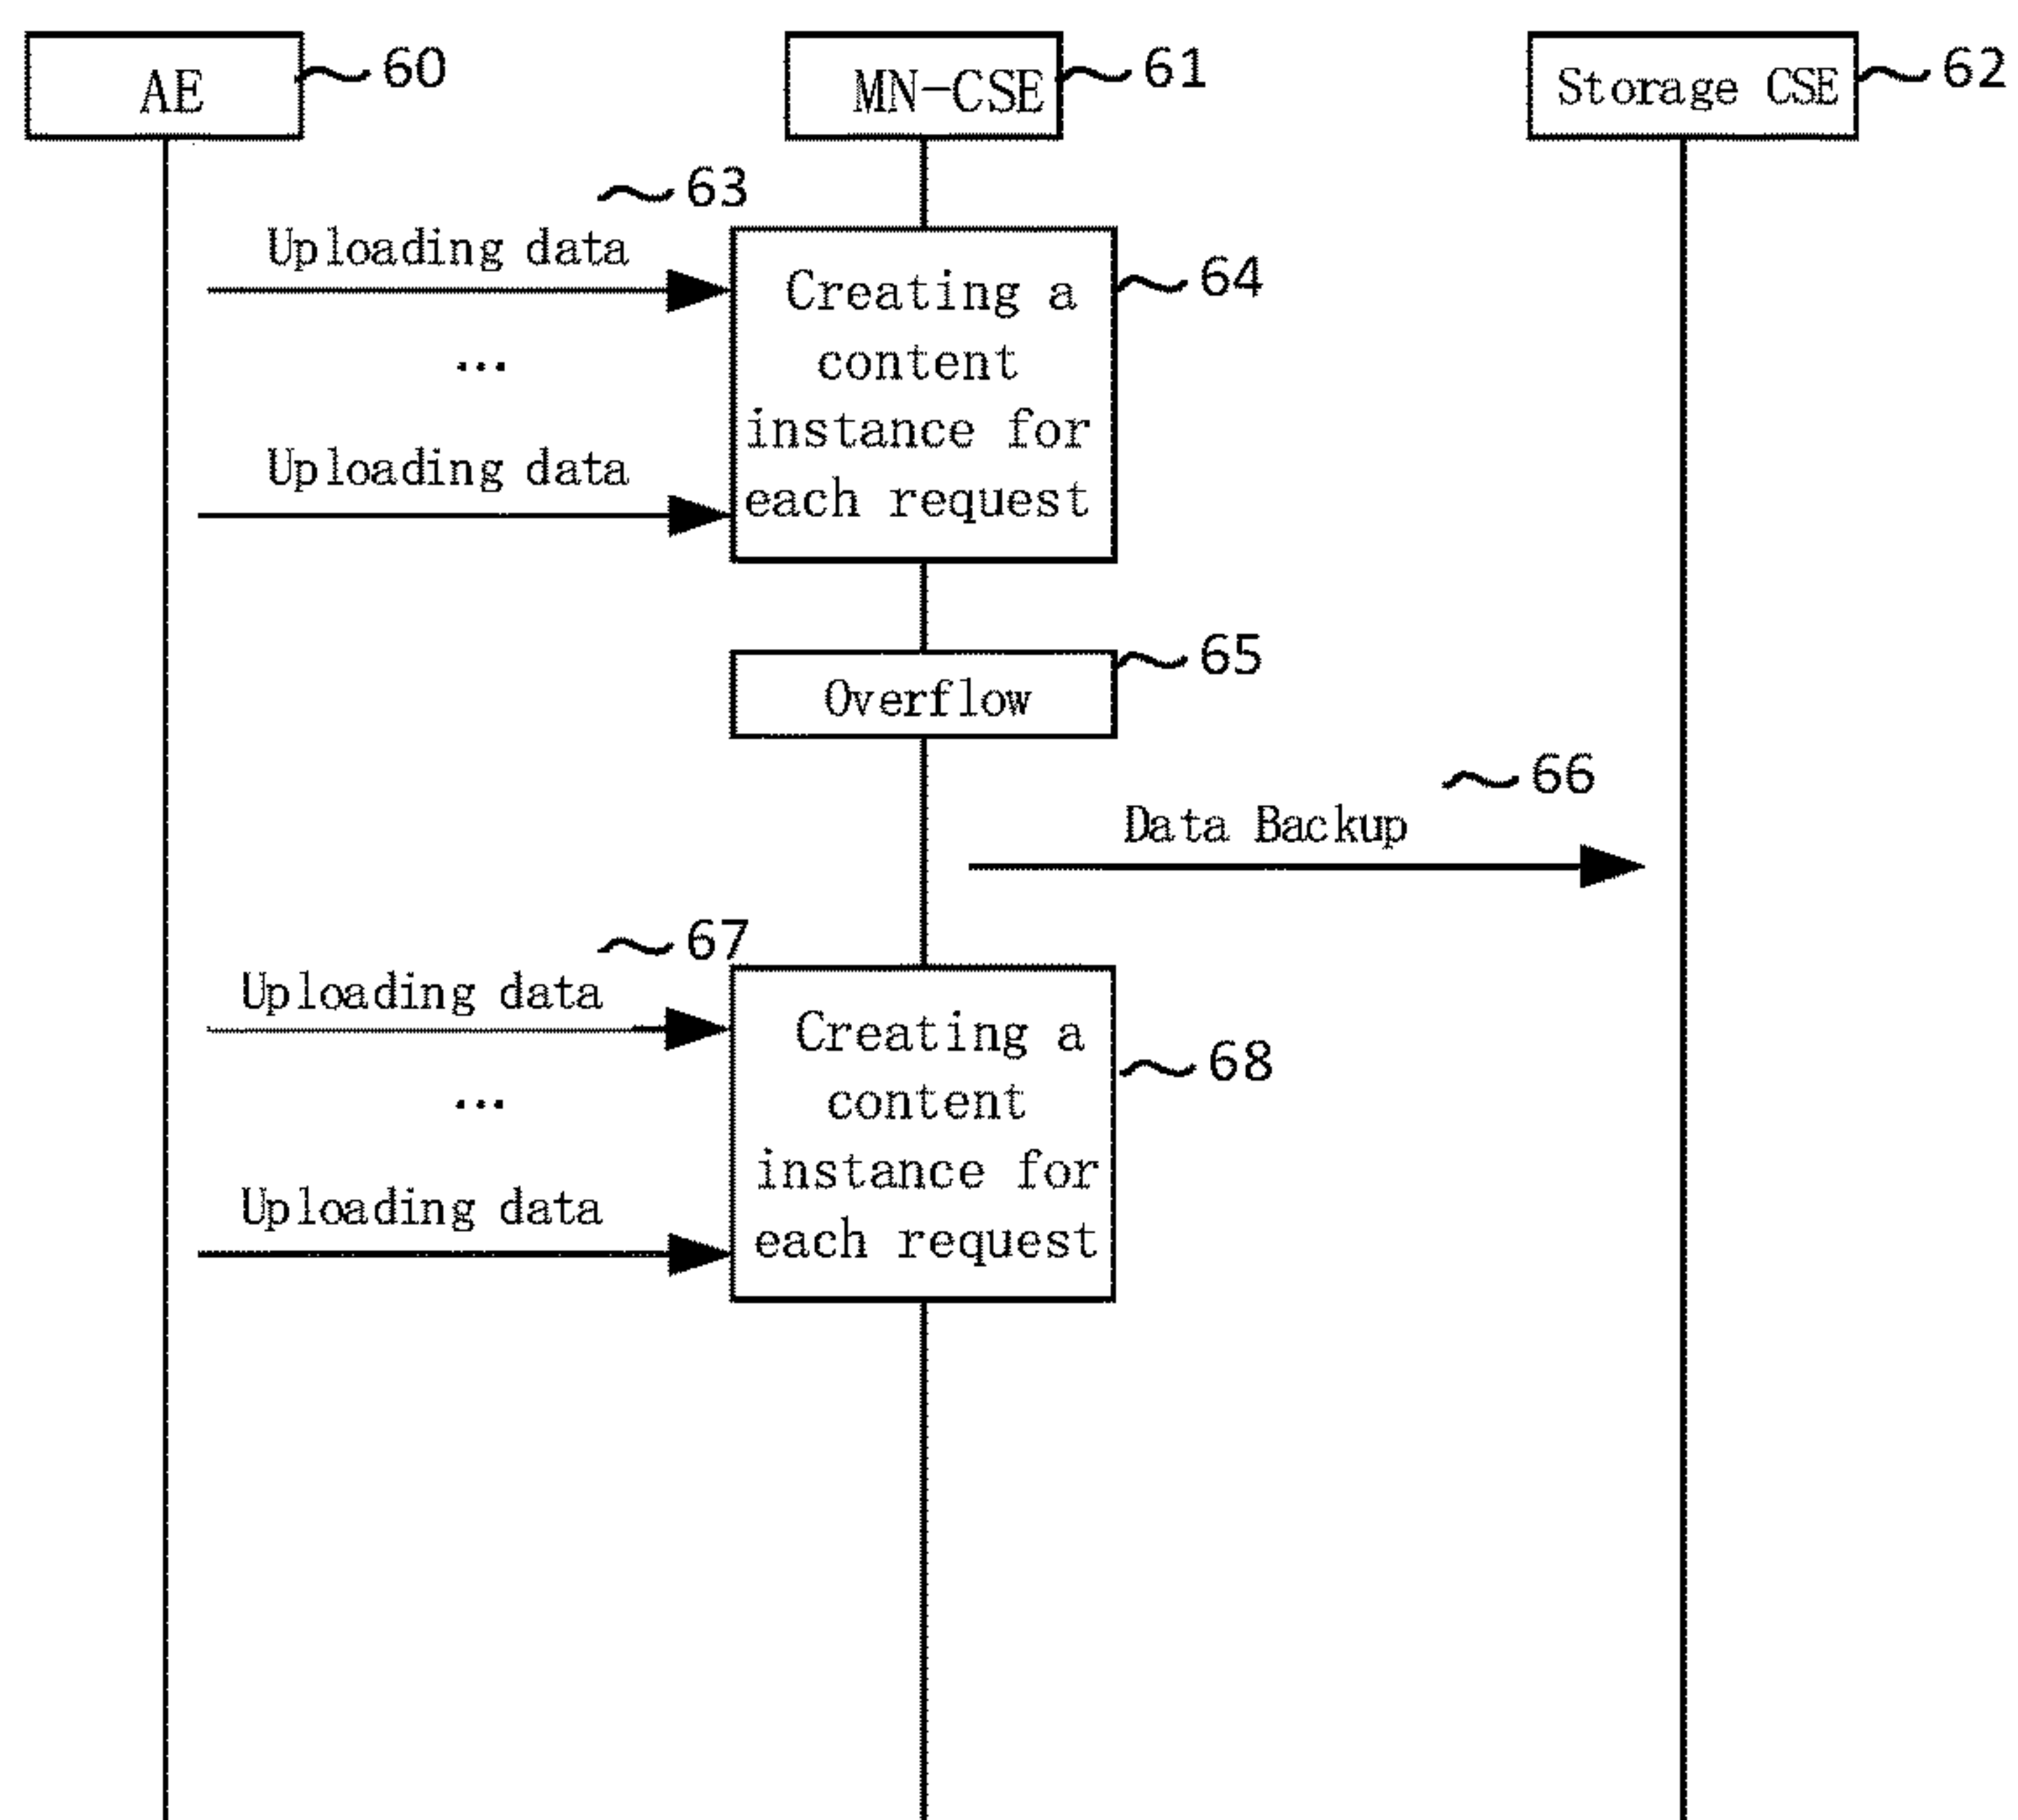 AE
60
MN-CSE
61
Storage CSE
62
63
Uploading data
...
Uploading data
Creating a
content
instance for
each request
64
Overflow
65
66
Data Backup
67
Uploading data
...
Uploading data
Creating a
content
instance for
each request
68